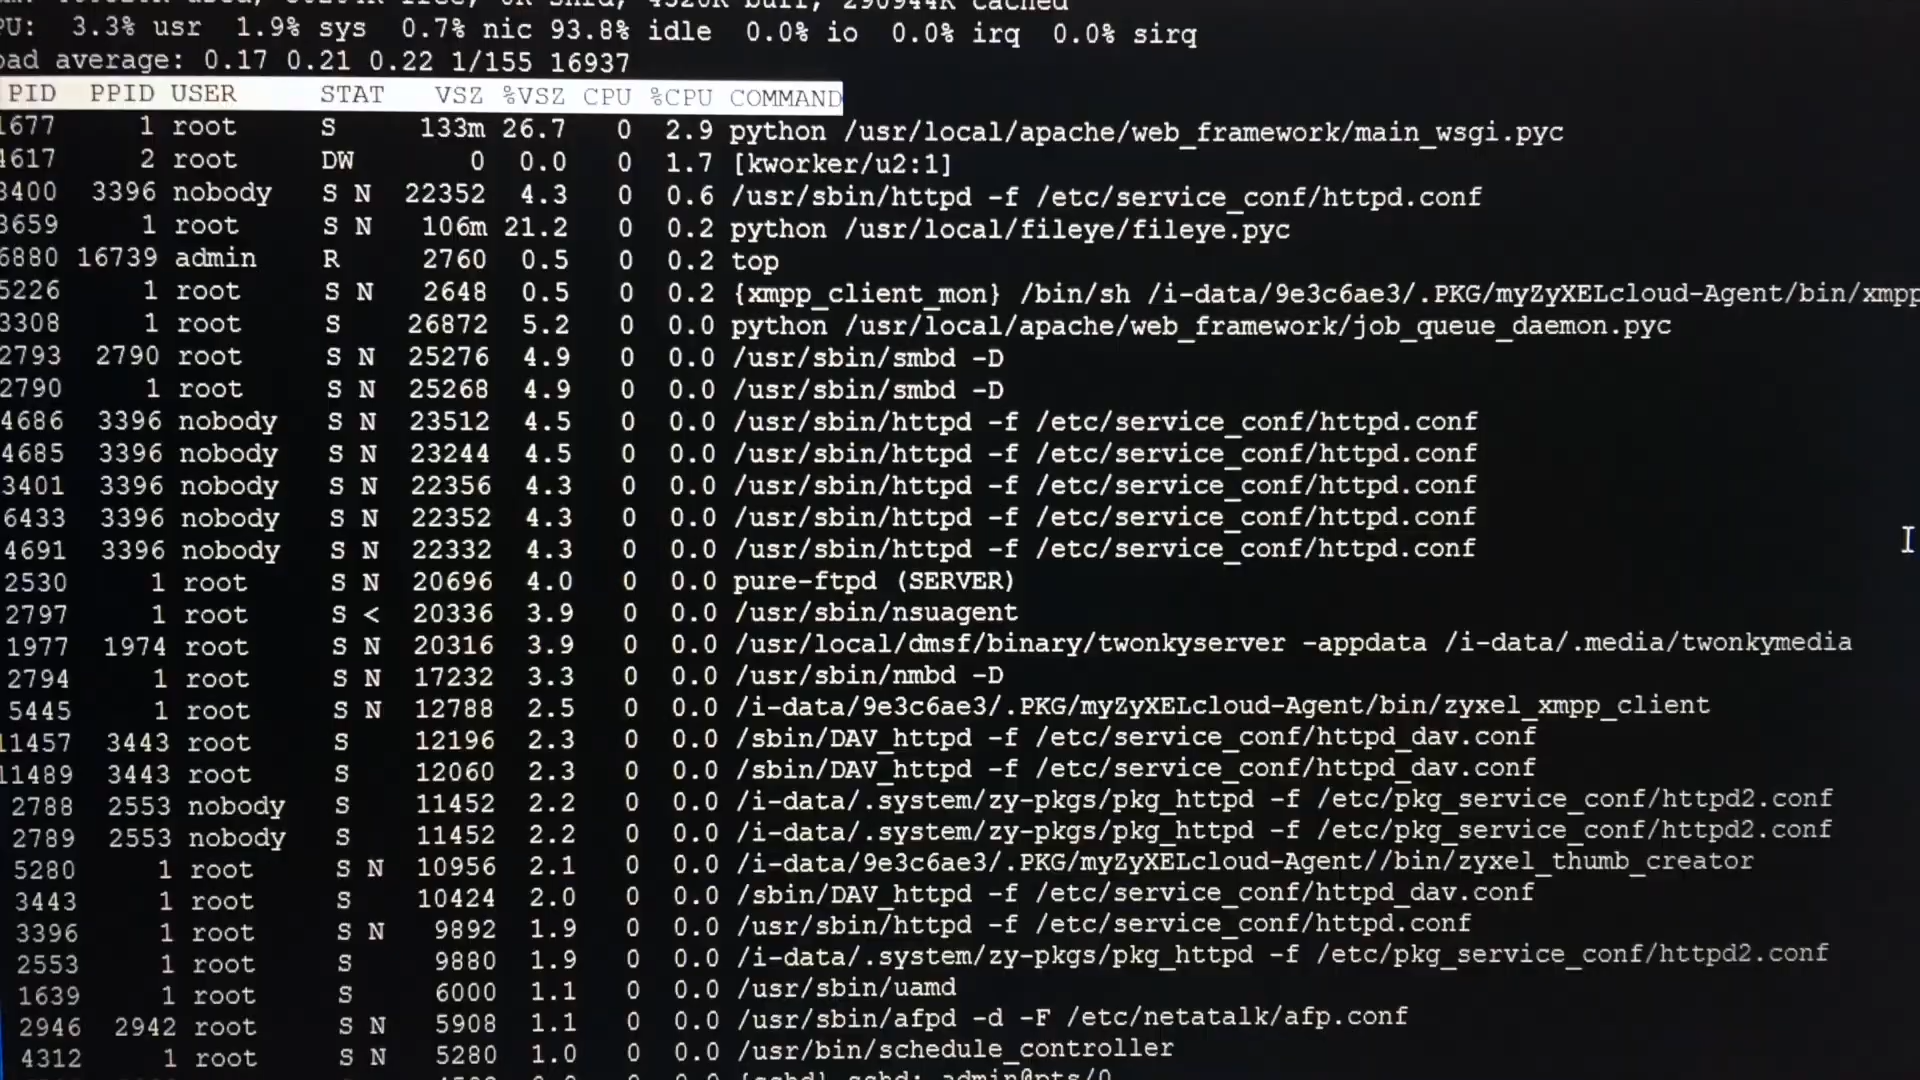 PU: 3.3% usr 1.9% sys 0.7% nic 93.8% idle 0.0% io 0.0% irq 0.0% sirq
oad average: 0.17 0.21 0.22 1/155 16937
PID PPID USER STAT VSZ %VSZ CPU %CPU COMMAND
1677 1 root S 133m 26.7 0 2.9 python /usr/local/apache/web_framework/main_wsgi.pyc
4617 2 root DW 0 0.0 0 1.7 [kworker/u2:1]
3400 3396 nobody S N 22352 4.3 0 0.6 /usr/sbin/httpd -f /etc/service_conf/httpd.conf
3659 1 root S N 106m 21.2 0 0.2 python /usr/local/fileye/fileye.pyc
6880 16739 admin R 2760 0.5 0 0.2 top
5226 1 root S N 2648 0.5 0 0.2 {xmpp_client_mon} /bin/sh /i-data/9e3c6ae3/.PKG/myZyXELcloud-Agent/bin/xmpp
3308 1 root S 26872 5.2 0 0.0 python /usr/local/apache/web_framework/job_queue_daemon.pyc
2793 2790 root S N 25276 4.9 0 0.0 /usr/sbin/smbd -D
2790 1 root S N 25268 4.9 0 0.0 /usr/sbin/smbd -D
4686 3396 nobody S N 23512 4.5 0 0.0 /usr/sbin/httpd -f /etc/service_conf/httpd.conf
4685 3396 nobody S N 23244 4.5 0 0.0 /usr/sbin/httpd -f /etc/service_conf/httpd.conf
3401 3396 nobody S N 22356 4.3 0 0.0 /usr/sbin/httpd -f /etc/service_conf/httpd.conf
6433 3396 nobody S N 22352 4.3 0 0.0 /usr/sbin/httpd -f /etc/service_conf/httpd.conf
4691 3396 nobody S N 22332 4.3 0 0.0 /usr/sbin/httpd -f /etc/service_conf/httpd.conf
2530 1 root S N 20696 4.0 0 0.0 pure-ftpd (SERVER)
2797 1 root S < 20336 3.9 0 0.0 /usr/sbin/nsuagent
1977 1974 root S N 20316 3.9 0 0.0 /usr/local/dmsf/binary/twonkyserver -appdata /i-data/.media/twonkymedia
2794 1 root S N 17232 3.3 0 0.0 /usr/sbin/nmbd -D
5445 1 root S N 12788 2.5 0 0.0 /i-data/9e3c6ae3/.PKG/myZyXELcloud-Agent/bin/zyxel_xmpp_client
11457 3443 root S 12196 2.3 0 0.0 /sbin/DAV_httpd -f /etc/service_conf/httpd_dav.conf
11489 3443 root S 12060 2.3 0 0.0 /sbin/DAV_httpd -f /etc/service_conf/httpd_dav.conf
2788 2553 nobody S 11452 2.2 0 0.0 /i-data/.system/zy-pkgs/pkg_httpd -f /etc/pkg_service_conf/httpd2.conf
2789 2553 nobody S 11452 2.2 0 0.0 /i-data/.system/zy-pkgs/pkg_httpd -f /etc/pkg_service_conf/httpd2.conf
5280 1 root S N 10956 2.1 0 0.0 /i-data/9e3c6ae3/.PKG/myZyXELcloud-Agent//bin/zyxel_thumb_creator
3443 1 root S 10424 2.0 0 0.0 /sbin/DAV_httpd -f /etc/service_conf/httpd_dav.conf
3396 1 root S N 9892 1.9 0 0.0 /usr/sbin/httpd -f /etc/service_conf/httpd.conf
2553 1 root S 9880 1.9 0 0.0 /i-data/.system/zy-pkgs/pkg_httpd -f /etc/pkg_service_conf/httpd2.conf
1639 1 root S 6000 1.1 0 0.0 /usr/sbin/uamd
2946 2942 root S N 5908 1.1 0 0.0 /usr/sbin/afpd -d -F /etc/netatalk/afp.conf
4312 1 root S N 5280 1.0 0 0.0 /usr/bin/schedule_controller